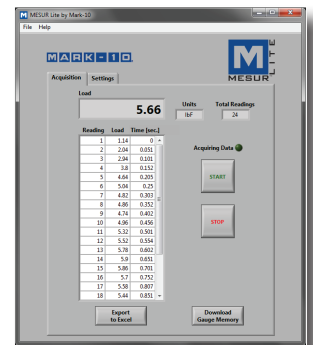 MESUR Lite by Mark-10
File Help
MARK-10
M
MESUR
LITE
Acquisition Settings
Load
5.66
Units
lbF
Total Readings
24
Reading Load Time [sec.]
1 1.14 0
2 2.04 0.051
3 2.94 0.101
4 3.8 0.152
5 4.64 0.205
6 5.04 0.25
7 4.82 0.303
8 4.86 0.352
9 4.74 0.402
10 4.96 0.456
11 5.32 0.501
12 5.52 0.554
13 5.78 0.602
14 5.9 0.651
15 5.86 0.701
16 5.7 0.752
17 5.58 0.807
18 5.44 0.851
Acquiring Data
START
STOP
Export
to Excel
Download
Gauge Memory